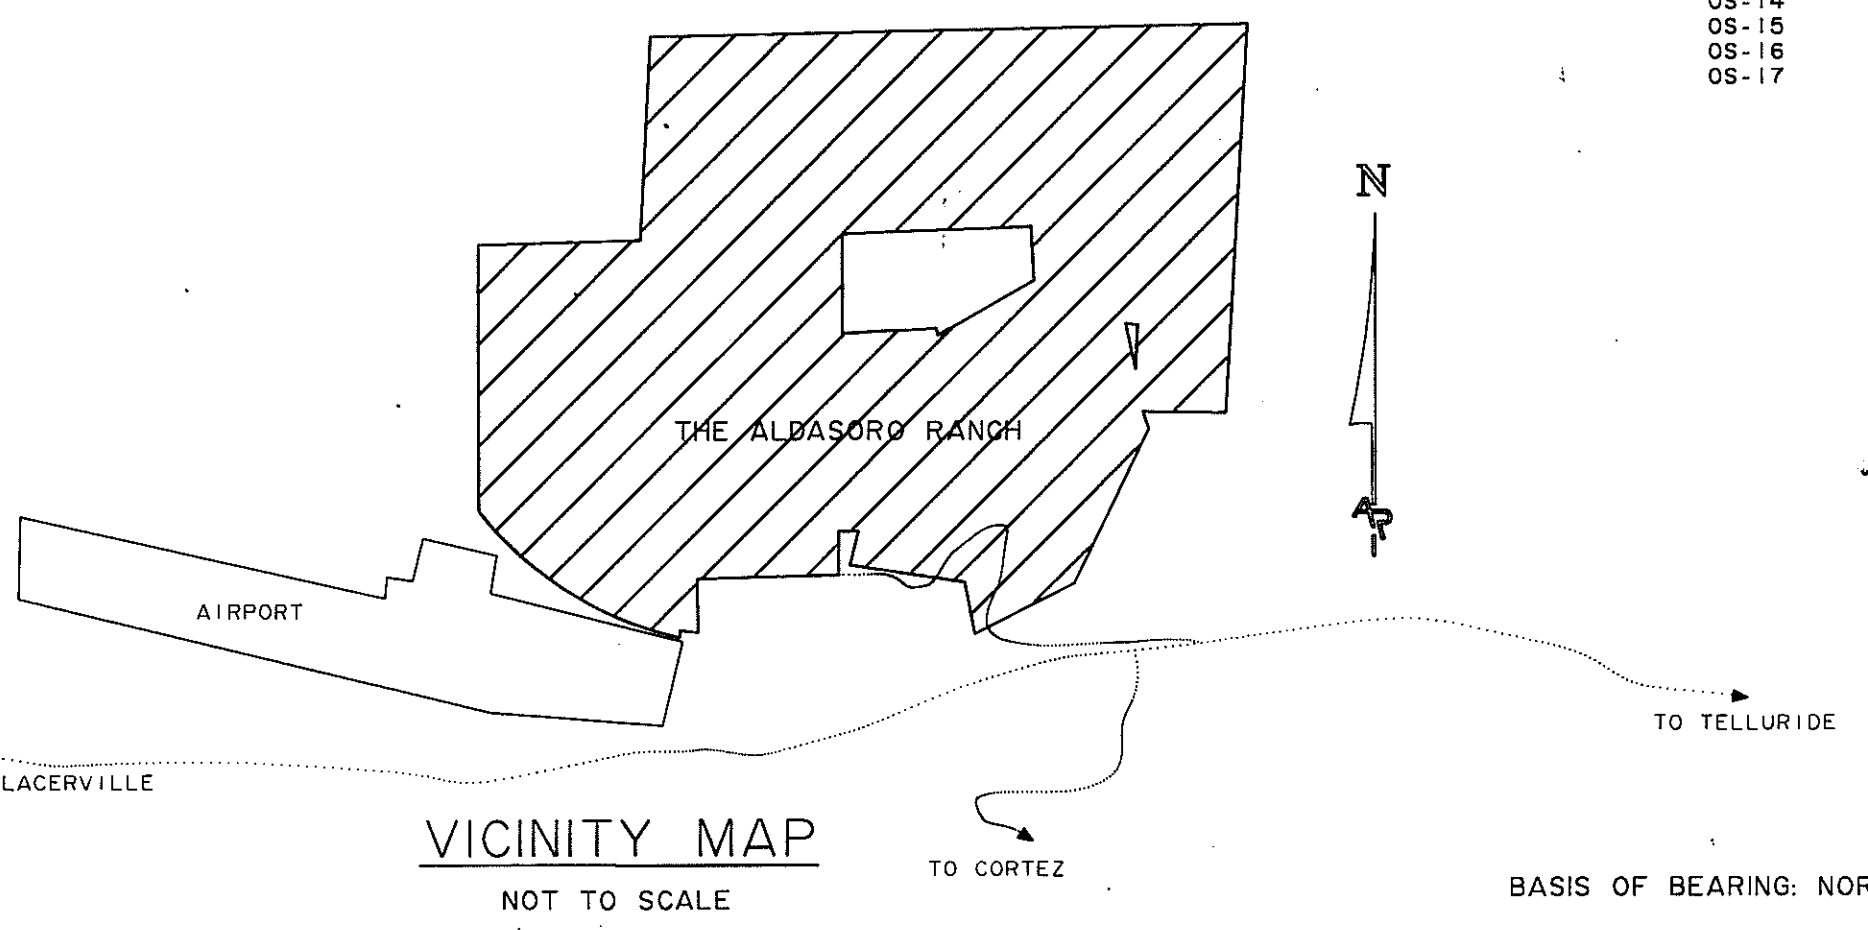 OS-14
OS-15
OS-16
OS-17
N
THE ALDASORO RANCH
AP
AIRPORT
TO TELLURIDE
LACERVILLE
VICINITY MAP
TO CORTEZ
NOT TO SCALE
BASIS OF BEARING: NOR